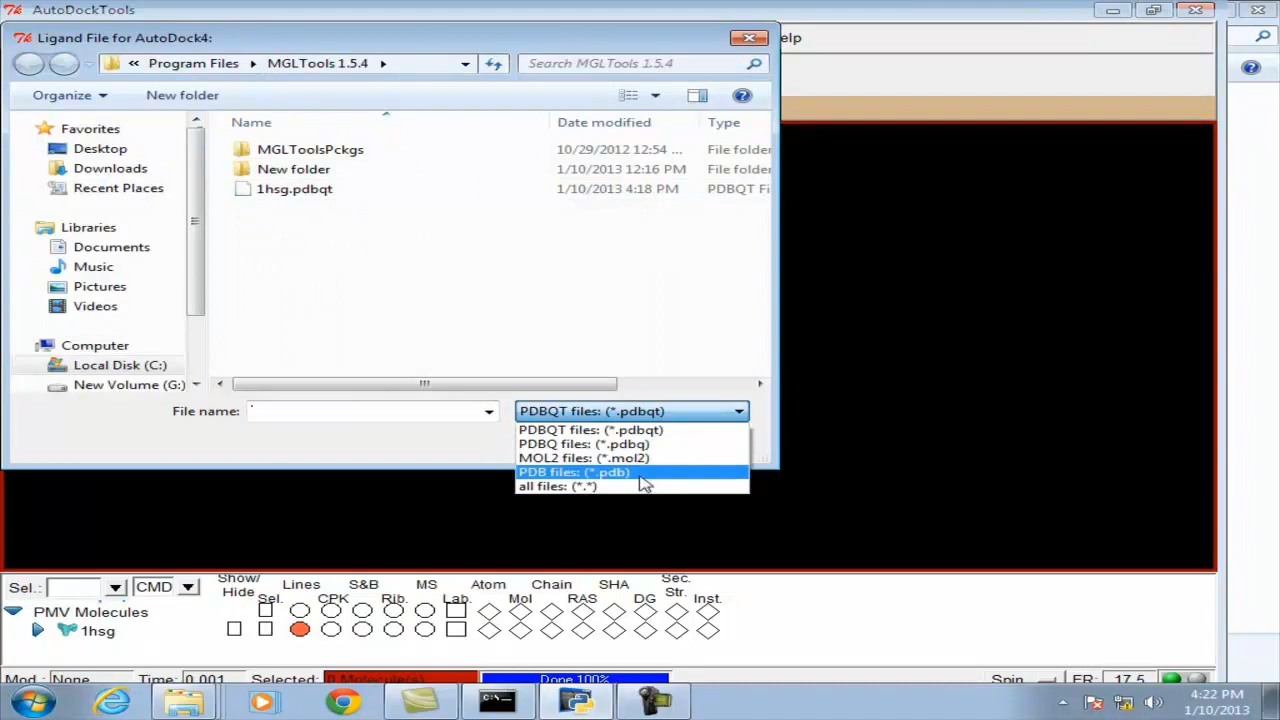 AutoDockTools
Ligand File for AutoDock4:
elp
« Program Files MGLTools 1.5.4
Search MGLTools 1.5.4
Organize New folder
Name Date modified Type
Favorites
Desktop
Downloads
Recent Places
Libraries
Documents
Music
Pictures
Videos
Computer
Local Disk (C:)
New Volume (G:)
MGLToolsPckgs 10/29/2012 12:54 ... File folder
New folder 1/10/2013 12:16 PM File folder
1hsg.pdbqt 1/10/2013 4:18 PM PDBQT Fi
File name:
PDBQT files: (*.pdbqt)
PDBQT files: (*.pdbqt)
PDBQ files: (*.pdbq)
MOL2 files: (*.mol2)
PDB files: (*.pdb)
all files: (*.*)
Sel.: CMD
Show/ Hide Sel. Lines CPK S&B Rib. MS Lab. Atom Mol Chain RAS SHA DG Sec. Str. Inst.
PMV Molecules
1hsg
Mod.: None Time: 0.001 Selected: 0 Molecule(s) Done 100% Spin FR: 17.5
4:22 PM
1/10/2013